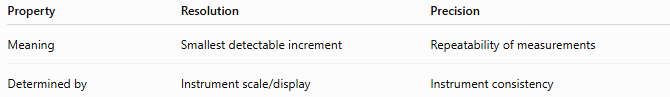 Property Resolution Precision
Meaning Smallest detectable increment Repeatability of measurements
Determined by Instrument scale/display Instrument consistency